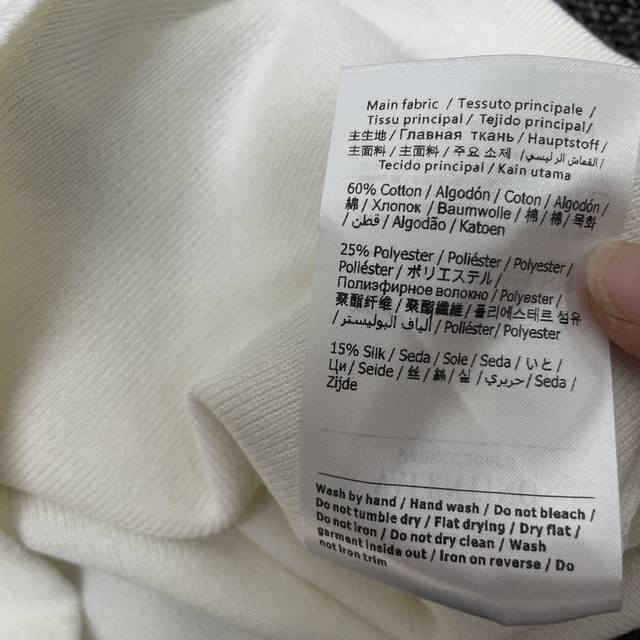 Main fabric / Tessuto principale /
Tissu principal / Tejido principal/
主生地 / Главная ткань / Hauptstoff /
主面料 / 主面料 / 주요 소제 /القماش الرئيسي/
Tecido principal / Kain utama
60% Cotton / Algodón / Coton / Algodón /
綿 / Хлопок / Baumwolle / 棉 / 棉 / 목화
/ قطن / Algodão / Katoen
25% Polyester / Poliéster / Polyester /
Poliéster / ポリエステル /
Полиэфирное волокно / Polyester /
聚酯纤维 / 聚酯纖維 / 폴리에스테르 섬유
/ ألياف البوليستر / Poliéster / Polyester
15% Silk / Seda / Soie / Seda / いと /
Ци / Seide / 丝 / 絲 / 실 / حريري / Seda /
Zijde
Wash by hand / Hand wash / Do not bleach /
Do not tumble dry / Flat drying / Dry flat /
Do not iron / Do not dry clean / Wash
garment inside out / Iron on reverse / Do
not iron trim